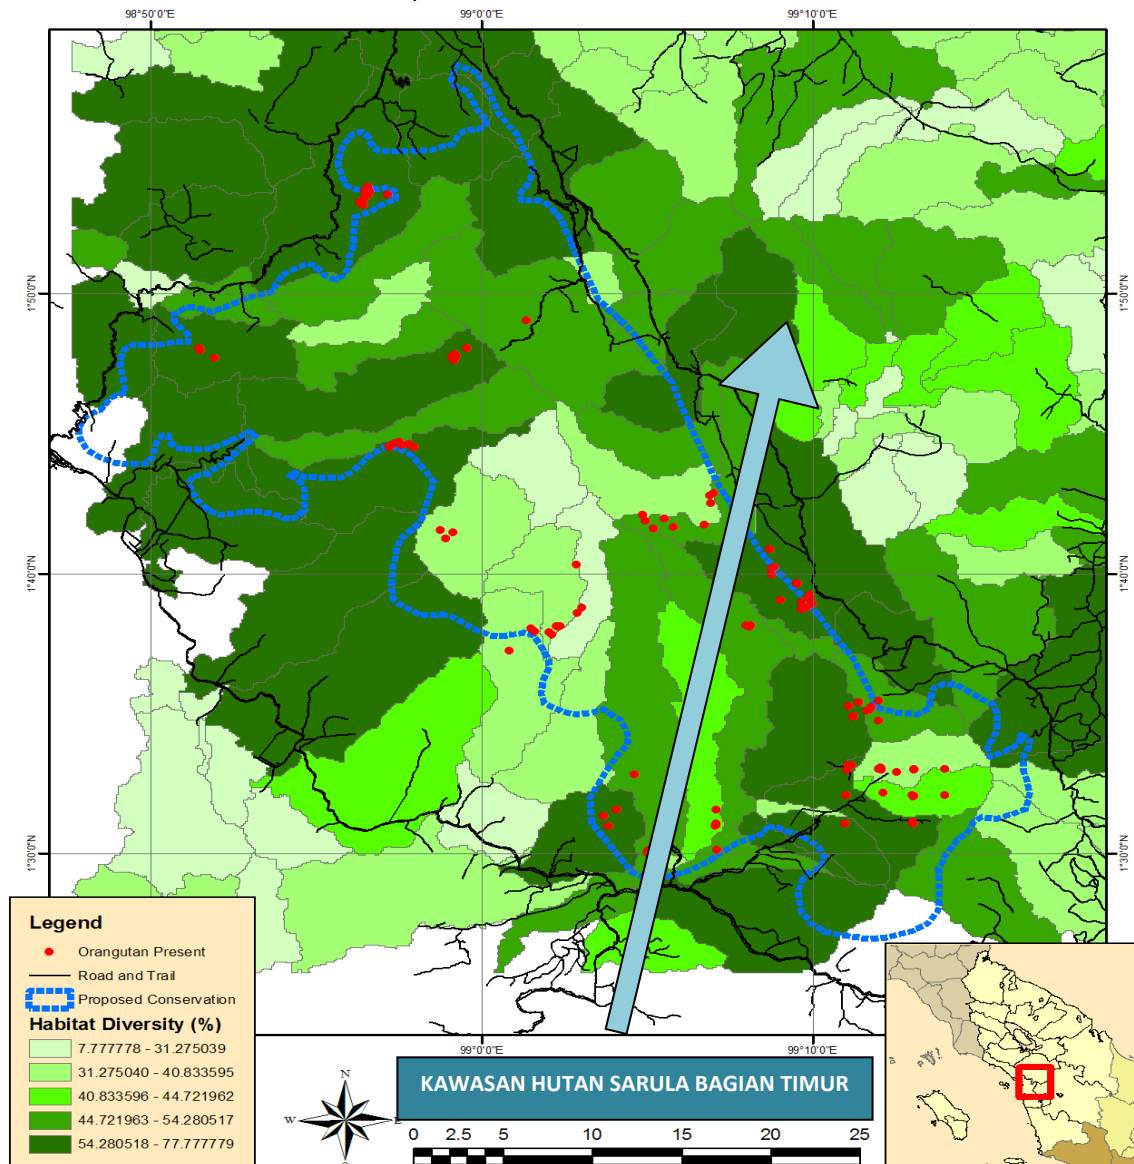 98°50'0"E 99°0'0"E 99°10'0"E
1°50'0"N 1°50'0"N
1°40'0"N 1°40'0"N
1°30'0"N 1°30'0"N
Legend
Orangutan Present
Road and Trail
Proposed Conservation
Habitat Diversity (%)
7.777778 - 31.275039
31.275040 - 40.833595
40.833596 - 44.721962
44.721963 - 54.280517
54.280518 - 77.777779
99°0'0"E 99°10'0"E
KAWASAN HUTAN SARULA BAGIAN TIMUR
N
W E
S
0 2.5 5 10 15 20 25